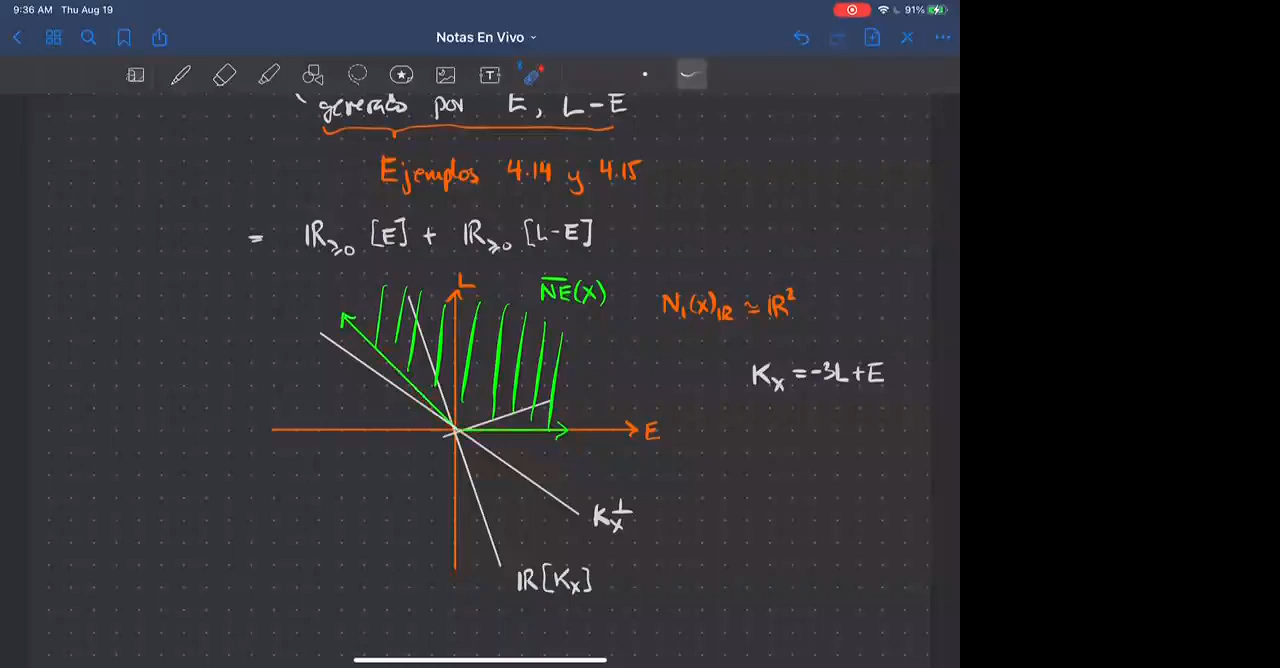 9:36 AM Thu Aug 19
91%
Notas En Vivo
generado por E, L-E
Ejemplos 4.14 y 4.15
= ℝ≥0 [E] + ℝ≥0 [L-E]
L
N̅E̅(X)
N₁(X)ℝ ≃ ℝ²
Kₓ = -3L+E
E
Kₓ^⊥
ℝ[Kₓ]